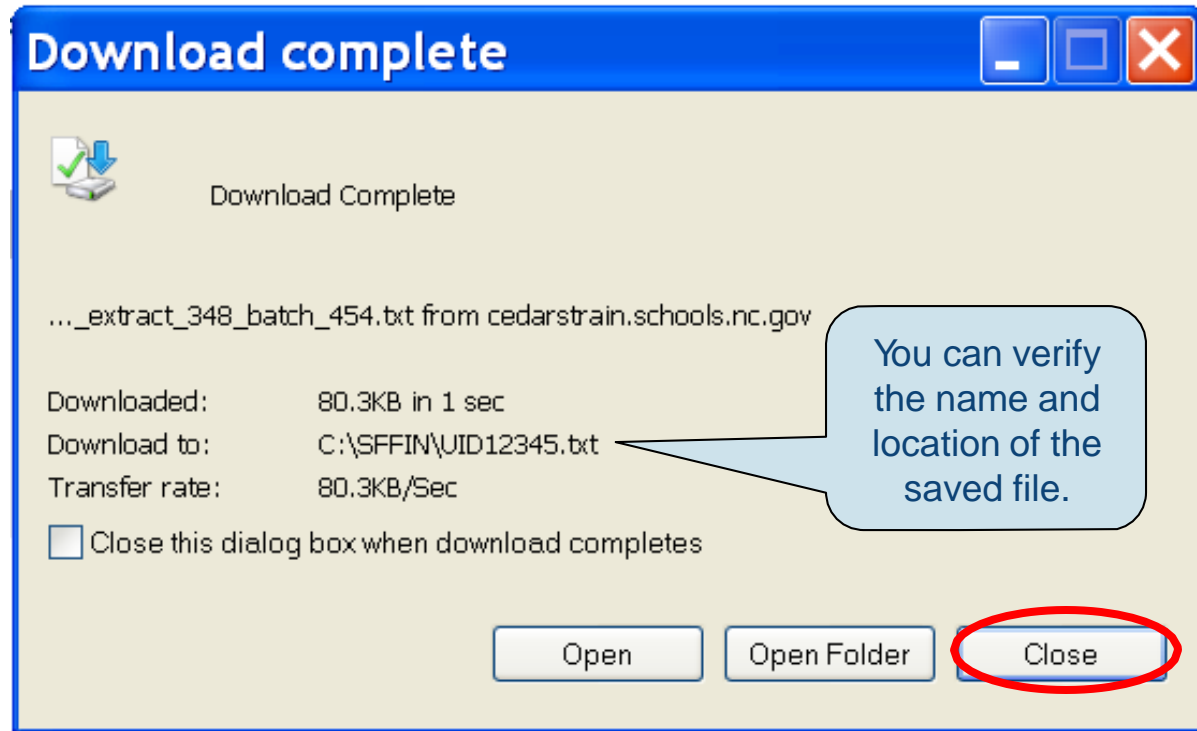 Download complete
Download Complete
..._extract_348_batch_454.txt from cedarstrain.schools.nc.gov
You can verify
the name and
location of the
saved file.
Downloaded: 80.3KB in 1 sec
Download to: C:\SFFIN\UID12345.txt
Transfer rate: 80.3KB/Sec
Close this dialog box when download completes
Open Open Folder Close